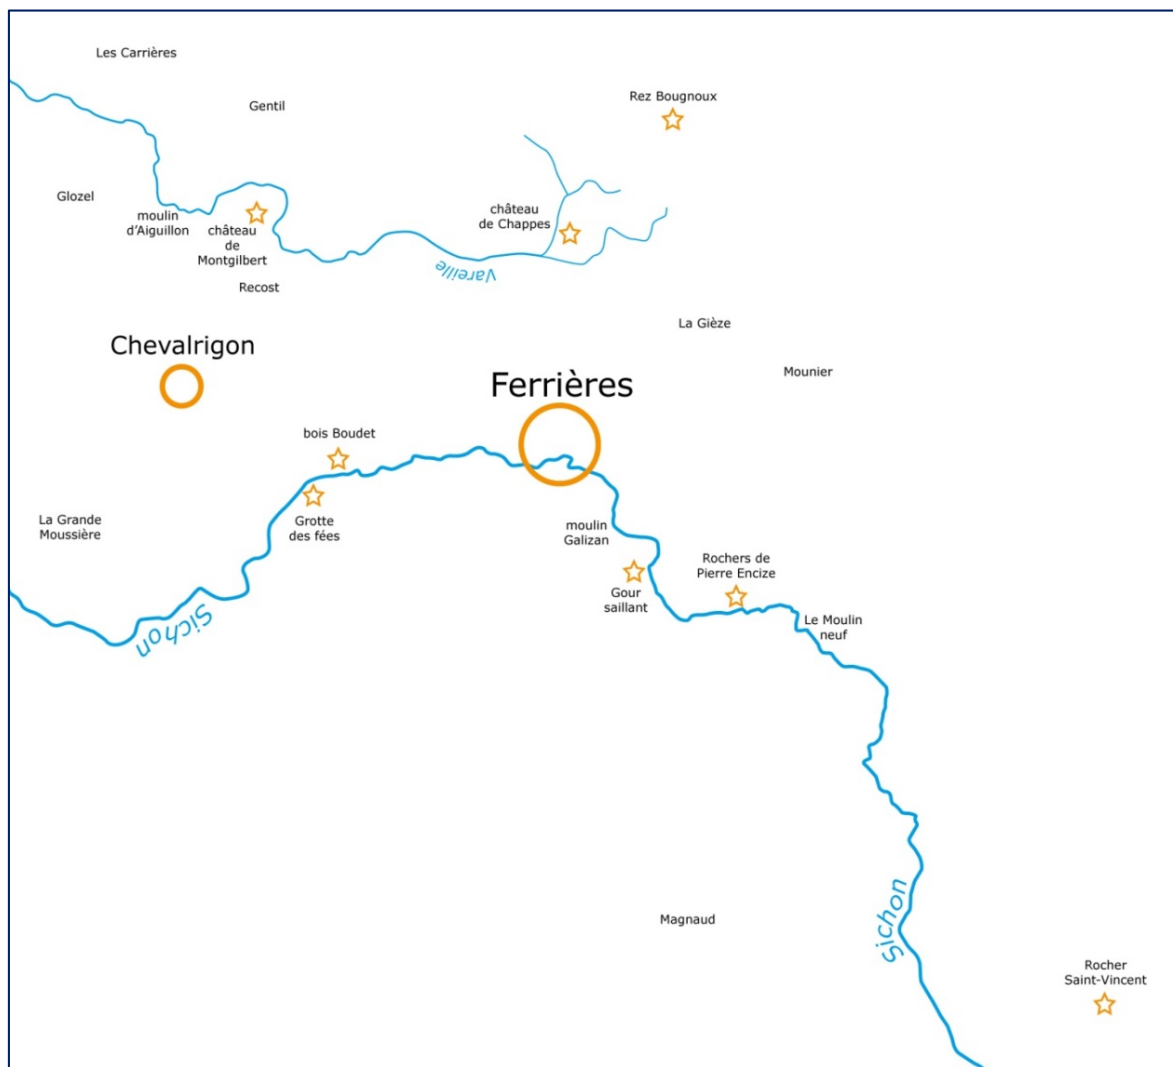 Les Carrières
Rez Bougnoux
Gentil
Glozel
moulin
d'Aiguillon
château
de
Montgilbert
château
de Chappes
Vareille
Recost
La Gièze
Chevalrigon
Mounier
Ferrières
bois Boudet
La Grande
Moussière
Grotte
des fées
moulin
Galizan
Rochers de
Pierre Encize
Gour
saillant
Le Moulin
neuf
Sichon
Sichon
Magnaud
Rocher
Saint-Vincent